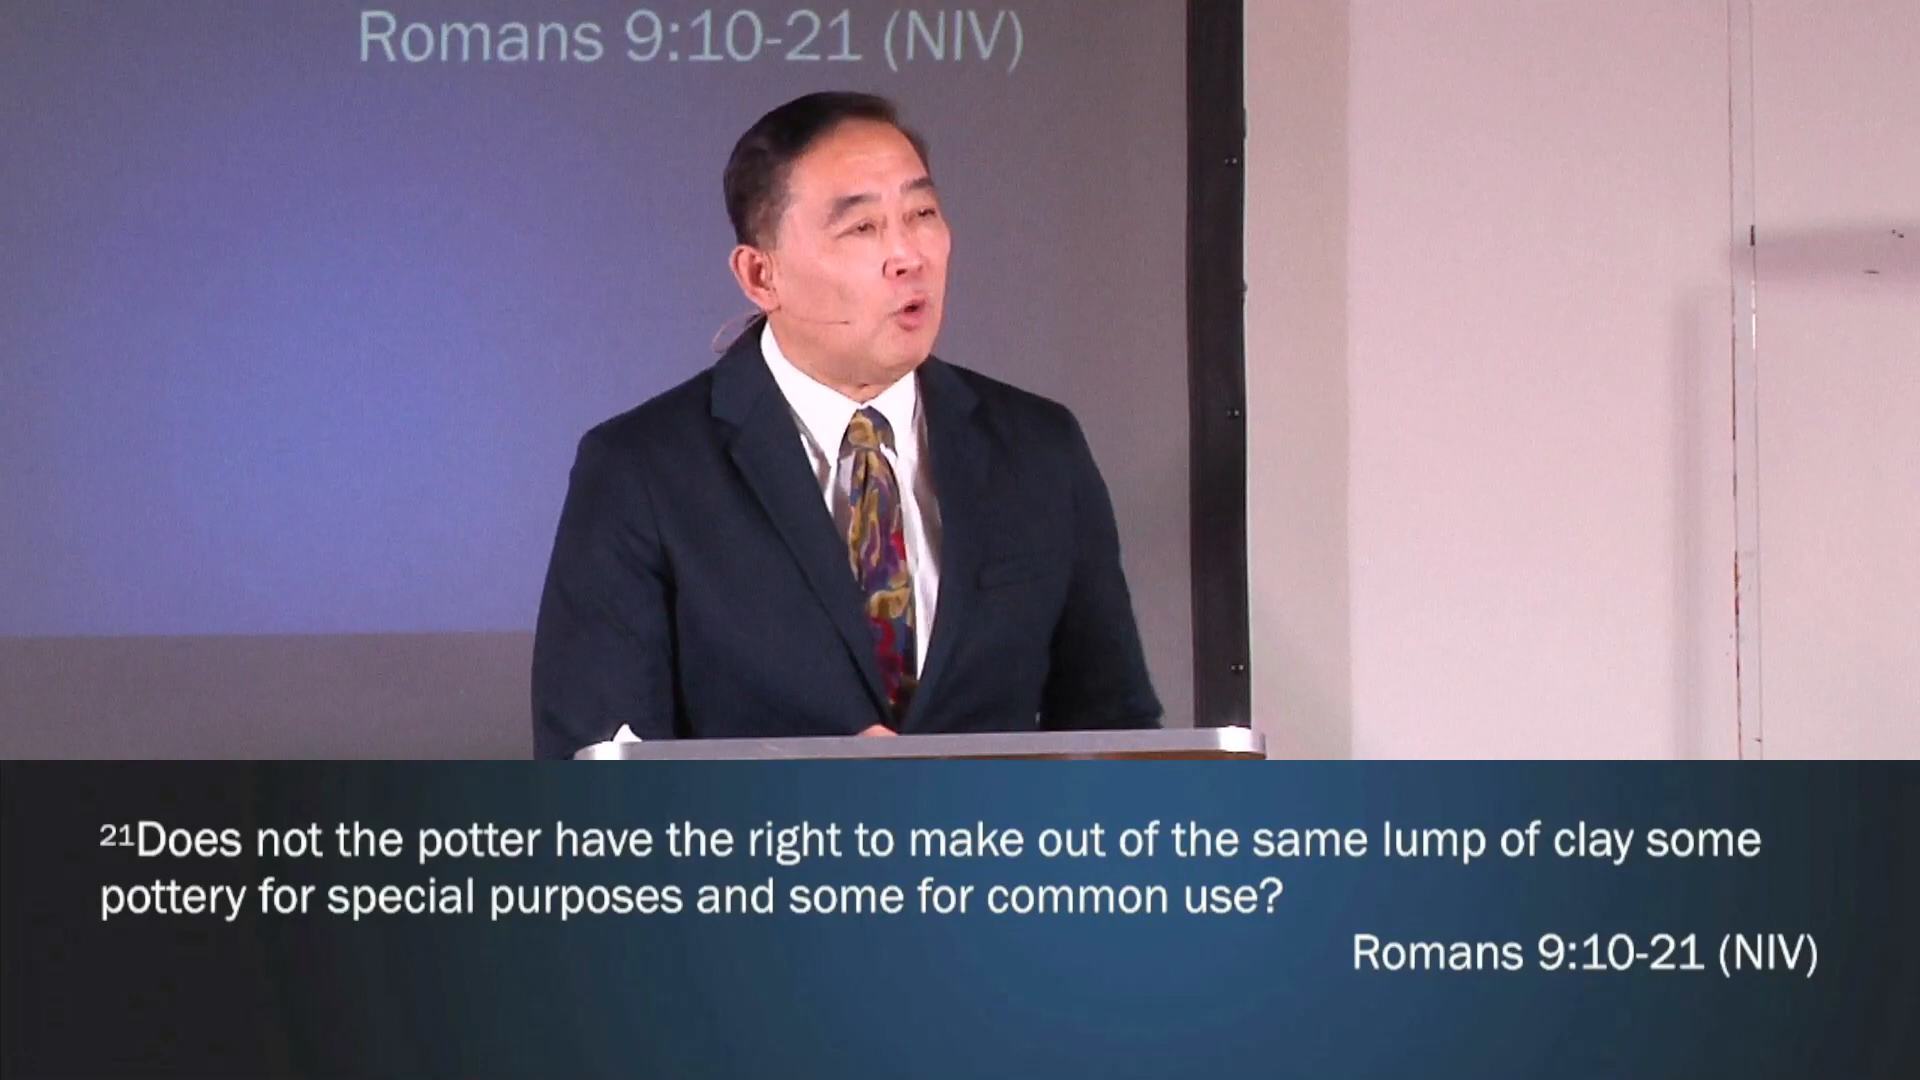 Romans 9:10-21 (NIV)
21Does not the potter have the right to make out of the same lump of clay some
pottery for special purposes and some for common use?
Romans 9:10-21 (NIV)